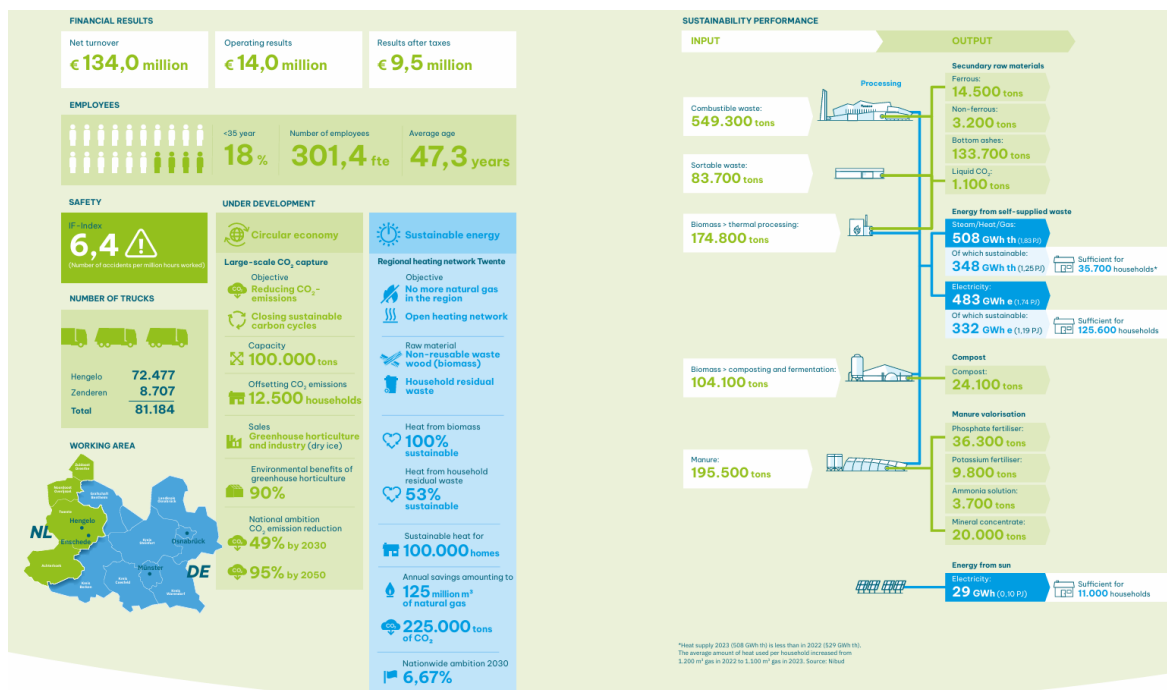 FINANCIAL RESULTS
Net turnover
€ 134,0 million
Operating results
€ 14,0 million
Results after taxes
€ 9,5 million
EMPLOYEES
<35 year
18 %
Number of employees
301,4 fte
Average age
47,3 years
SAFETY
IF-Index
6,4
(Number of accidents per million hours worked)
NUMBER OF TRUCKS
Hengelo 72.477
Zenderen 8.707
Total 81.184
WORKING AREA
NL
Hengelo
Enschede
Osnabrück
Münster
DE
UNDER DEVELOPMENT
Circular economy
Large-scale CO₂ capture
Objective
Reducing CO₂-
emissions
Closing sustainable
carbon cycles
Capacity
100.000 tons
Offsetting CO₂ emissions
12.500 households
Sales
Greenhouse horticulture
and industry (dry ice)
Environmental benefits of
greenhouse horticulture
90%
National ambition
CO₂ emission reduction
49% by 2030
95% by 2050
Sustainable energy
Regional heating network Twente
Objective
No more natural gas
in the region
Open heating network
Raw material
Non-reusable waste
wood (biomass)
Household residual
waste
Heat from biomass
100%
sustainable
Heat from household
residual waste
53%
sustainable
Sustainable heat for
100.000 homes
Annual savings amounting to
125 million m³
of natural gas
225.000 tons
of CO₂
Nationwide ambition 2030
6,67%
SUSTAINABILITY PERFORMANCE
INPUT
OUTPUT
Processing
Combustible waste:
549.300 tons
Sortable waste:
83.700 tons
Biomass > thermal processing:
174.800 tons
Biomass > composting and fermentation:
104.100 tons
Manure:
195.500 tons
Secundary raw materials
Ferrous:
14.500 tons
Non-ferrous:
3.200 tons
Bottom ashes:
133.700 tons
Liquid CO₂:
1.100 tons
Energy from self-supplied waste
Steam/Heat/Gas:
508 GWh th (1,83 PJ)
Of which sustainable:
348 GWh th (1,25 PJ)
Sufficient for
35.700 households*
Electricity:
483 GWh e (1,74 PJ)
Of which sustainable:
332 GWh e (1,19 PJ)
Sufficient for
125.600 households
Compost
Compost:
24.100 tons
Manure valorisation
Phosphate fertiliser:
36.300 tons
Potassium fertiliser:
9.800 tons
Ammonia solution:
3.700 tons
Mineral concentrate:
20.000 tons
Energy from sun
Electricity:
29 GWh (0,10 PJ)
Sufficient for
11.000 households
*Heat supply 2023 (508 GWh th) is less than in 2022 (529 GWh th).
The average amount of heat used per household increased from
1.200 m³ gas in 2022 to 1.100 m³ gas in 2023. Source: Nibud